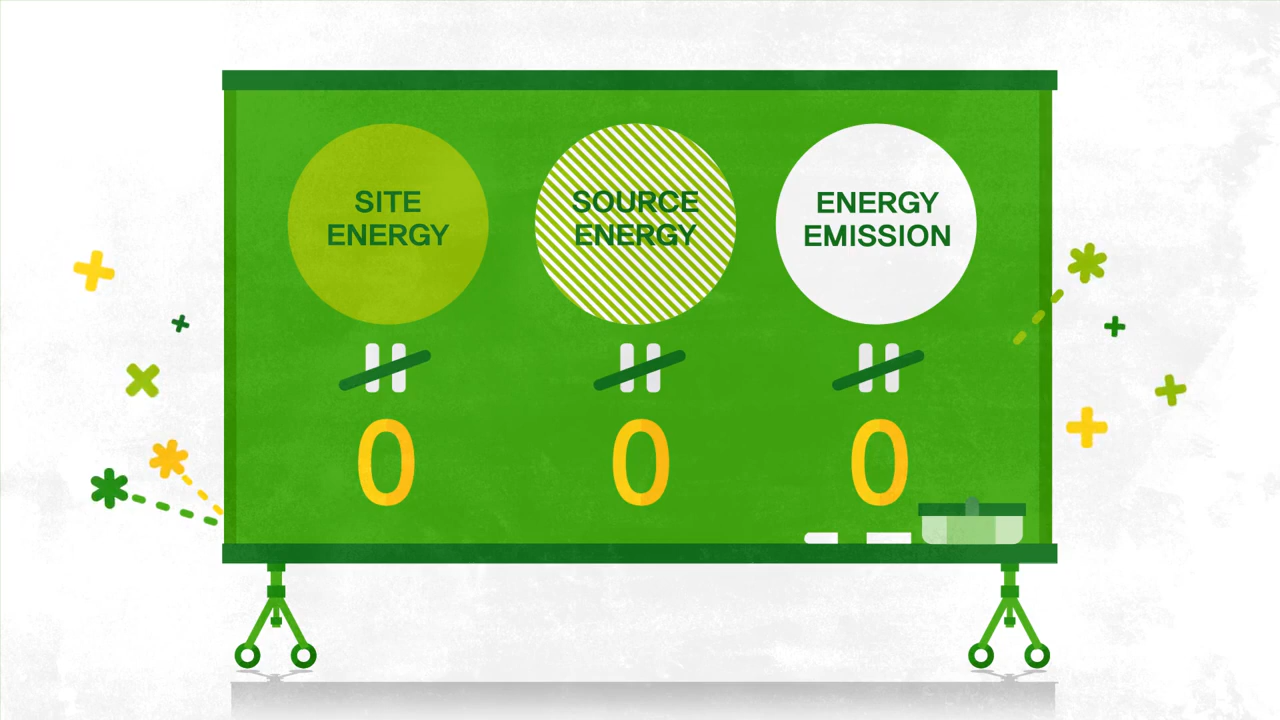 SITE
ENERGY
SOURCE
ENERGY
ENERGY
EMISSION
0 0 0